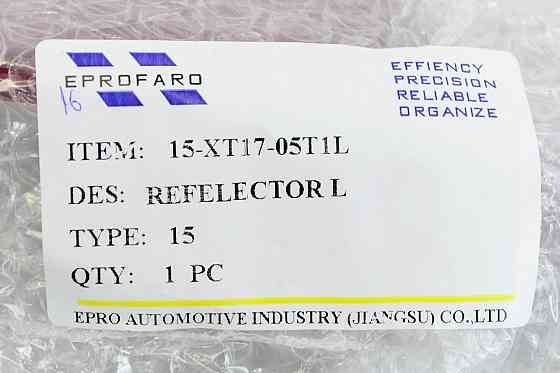 EPROFARO
16
EFFIENCY
PRECISION
RELIABLE
ORGANIZE
ITEM: 15-XT17-05T1L
DES: REFELECTOR L
TYPE: 15
QTY: 1 PC
EPRO AUTOMOTIVE INDUSTRY (JIANGSU) CO.,LTD